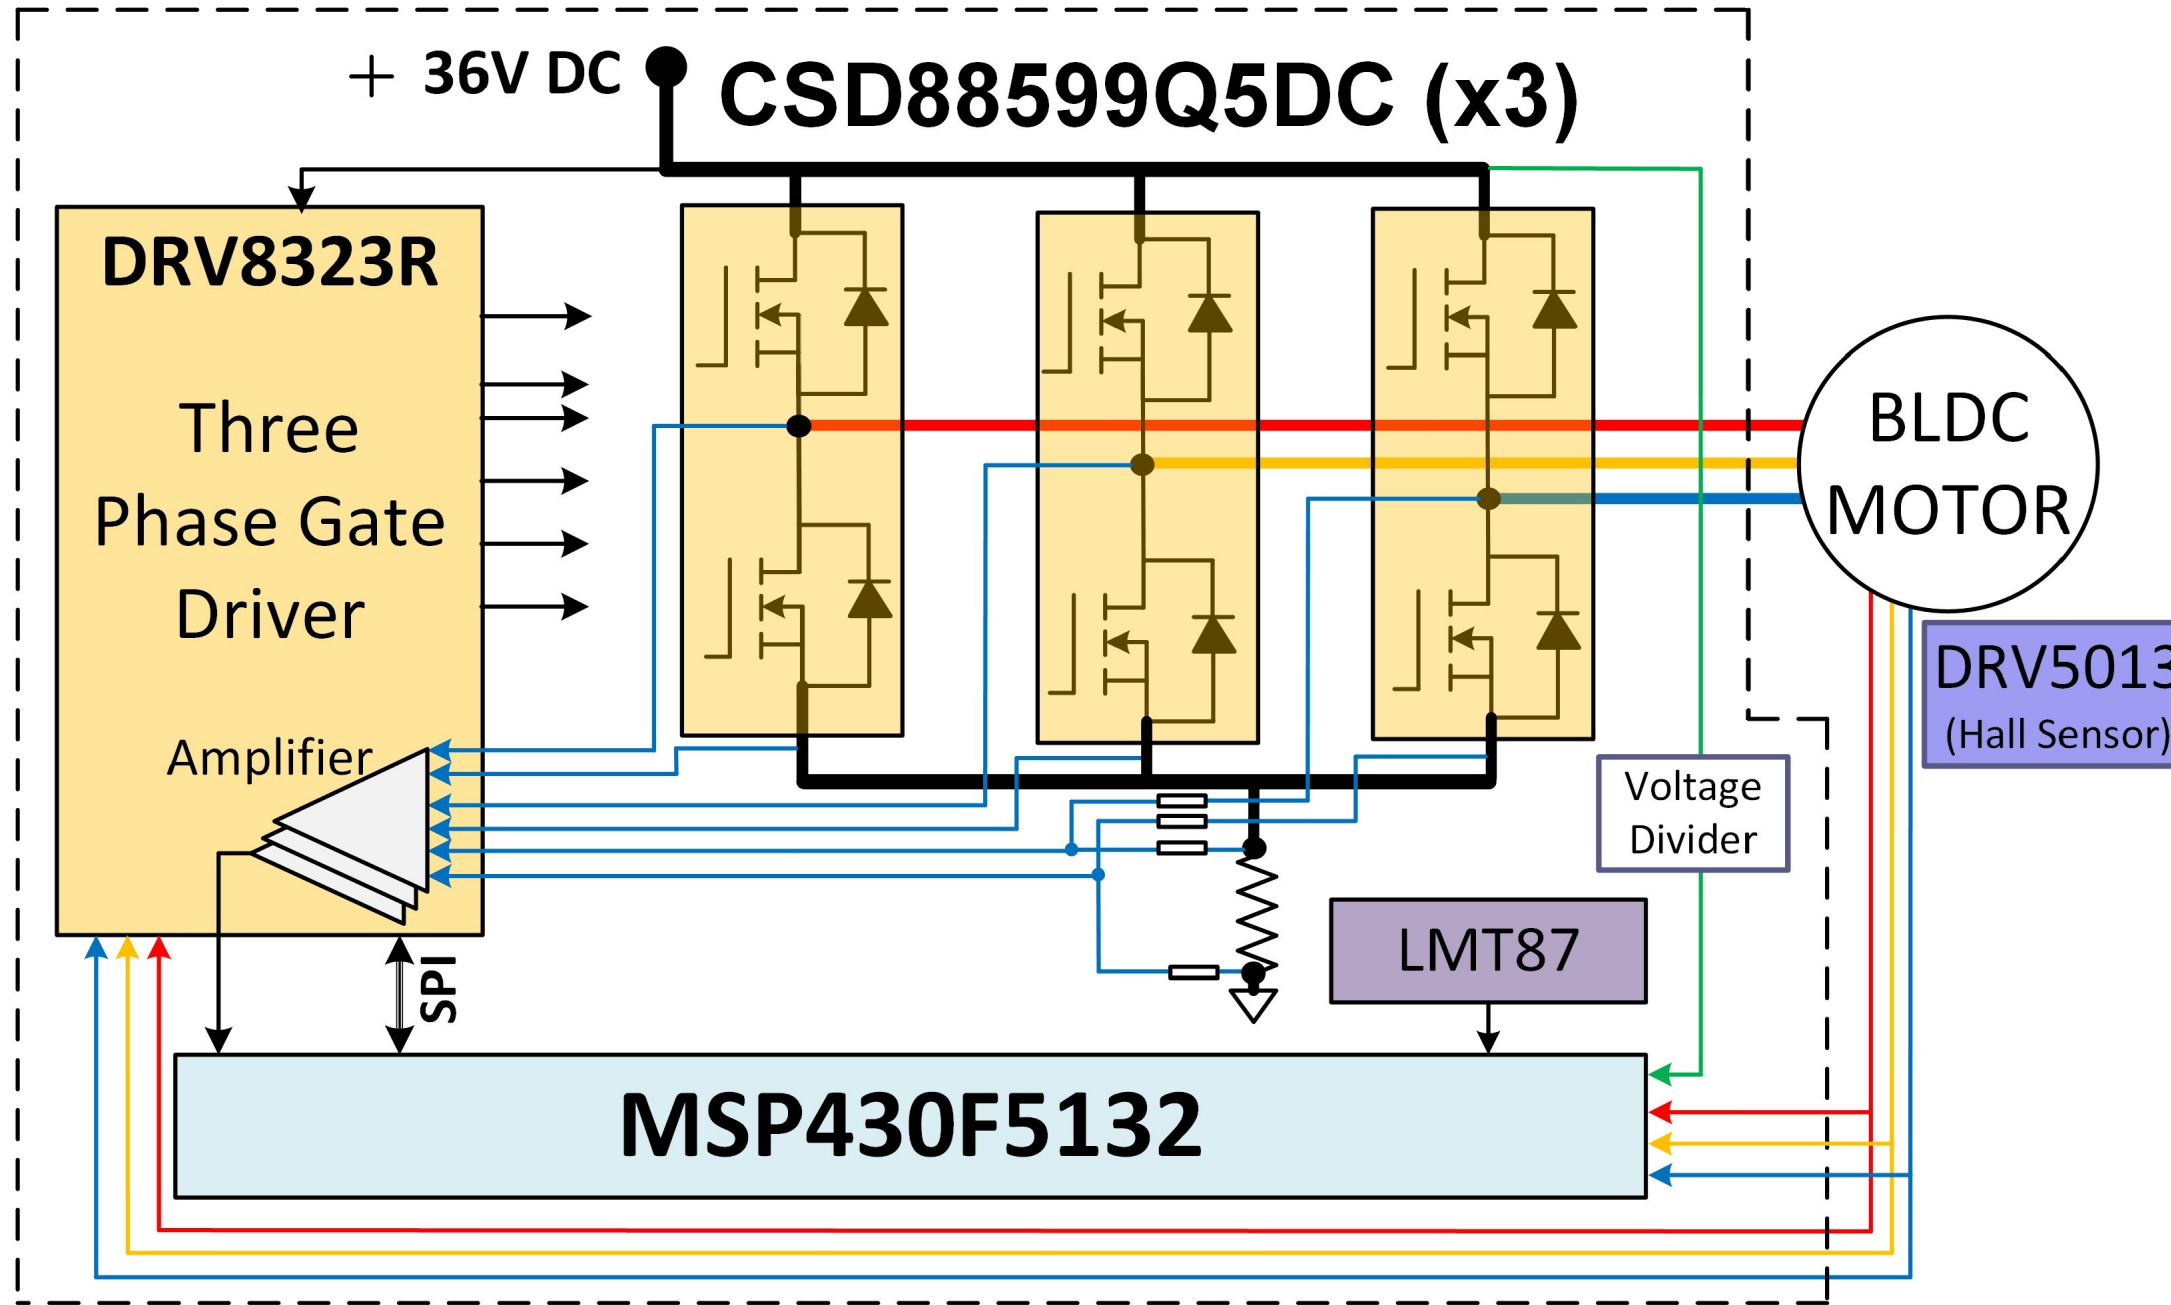 + 36V DC
CSD88599Q5DC (x3)
DRV8323R
Three
Phase Gate
Driver
Amplifier
BLDC
MOTOR
DRV5013
(Hall Sensor)
Voltage
Divider
LMT87
SPI
MSP430F5132